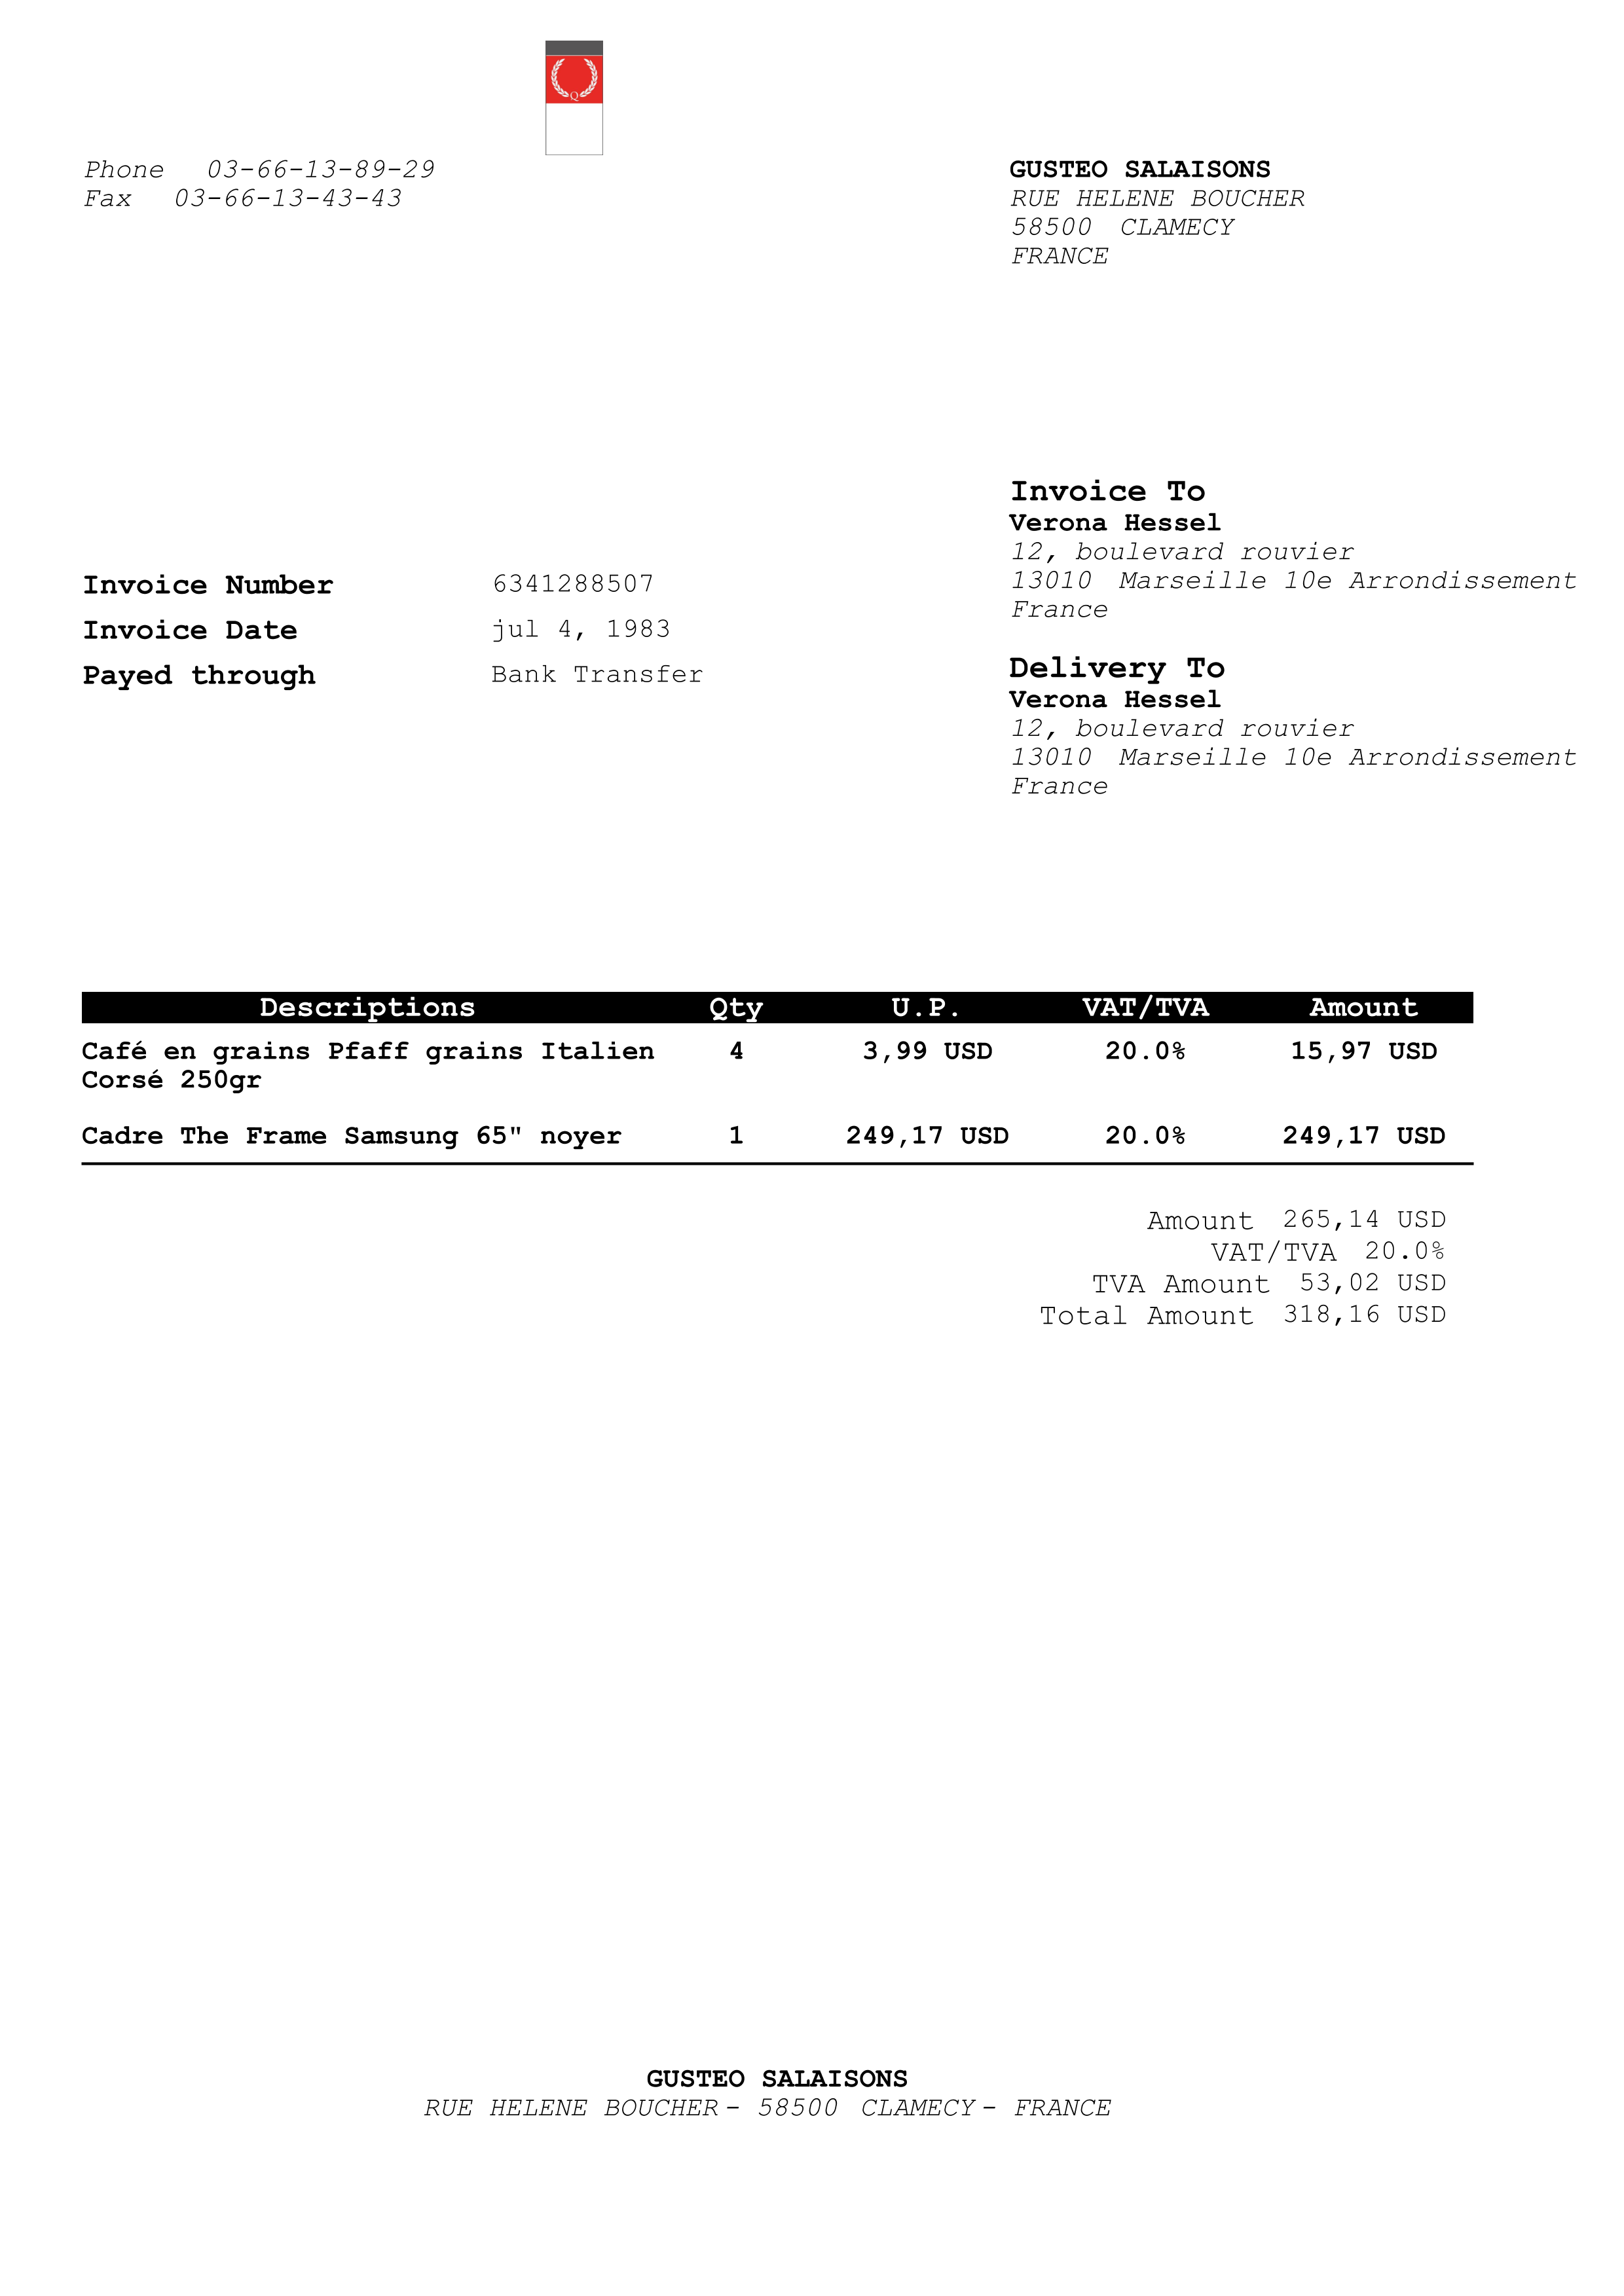 Q
Phone 03-66-13-89-29
Fax 03-66-13-43-43
GUSTEO SALAISONS
RUE HELENE BOUCHER
58500 CLAMECY
FRANCE
Invoice To
Verona Hessel
12, boulevard rouvier
13010 Marseille 10e Arrondissement
France
Invoice Number 6341288507
Invoice Date jul 4, 1983
Payed through Bank Transfer
Delivery To
Verona Hessel
12, boulevard rouvier
13010 Marseille 10e Arrondissement
France
Descriptions Qty U.P. VAT/TVA Amount
Café en grains Pfaff grains Italien 4 3,99 USD 20.0% 15,97 USD
Corsé 250gr
Cadre The Frame Samsung 65" noyer 1 249,17 USD 20.0% 249,17 USD
Amount 265,14 USD
VAT/TVA 20.0%
TVA Amount 53,02 USD
Total Amount 318,16 USD
GUSTEO SALAISONS
RUE HELENE BOUCHER - 58500 CLAMECY - FRANCE